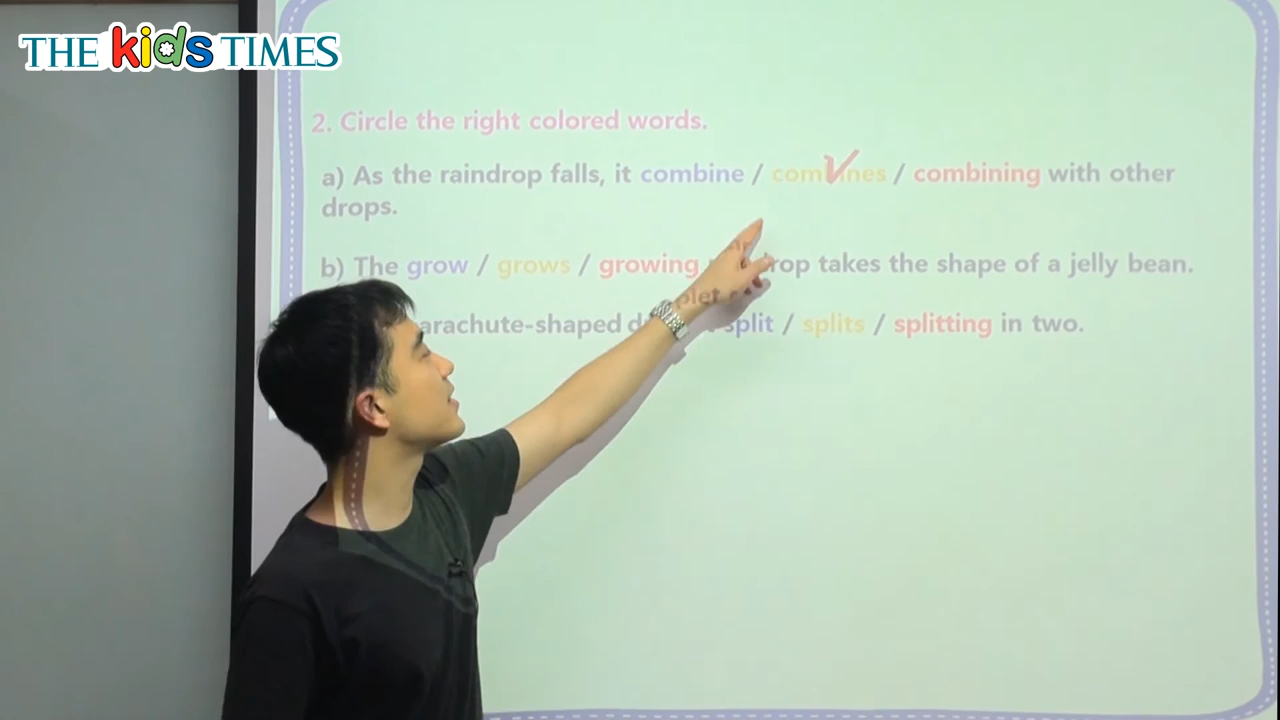 THE kids TIMES
2. Circle the right colored words.
a) As the raindrop falls, it combine / combines / combining with other
drops.
b) The grow / grows / growing drop takes the shape of a jelly bean.
split / splits / splitting in two.